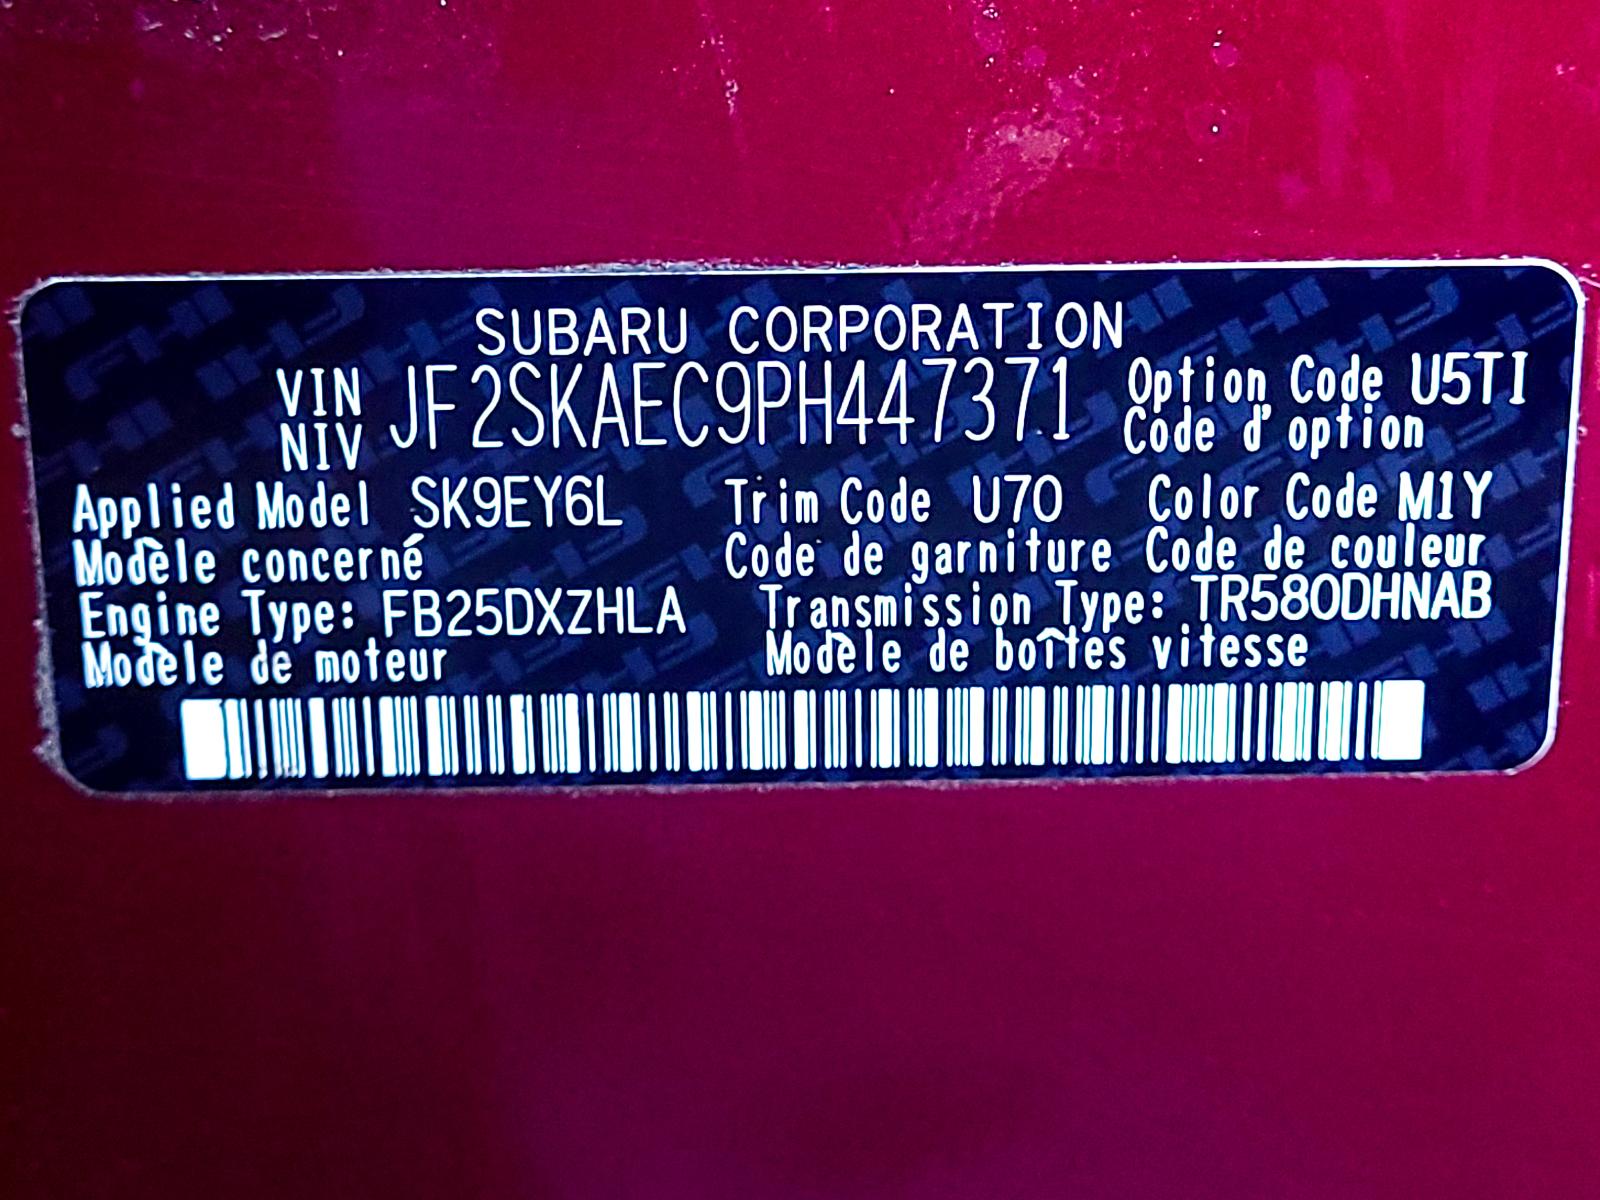 SUBARU CORPORATION
VIN JF2SKAEC9PH447371 Option Code U5TI
NIV Code d'option
Applied Model SK9EY6L Trim Code U70 Color Code M1Y
Modèle concerné Code de garniture Code de couleur
Engine Type: FB25DXZHLA Transmission Type: TR580DHNAB
Modèle de moteur Modèle de boîtes vitesse